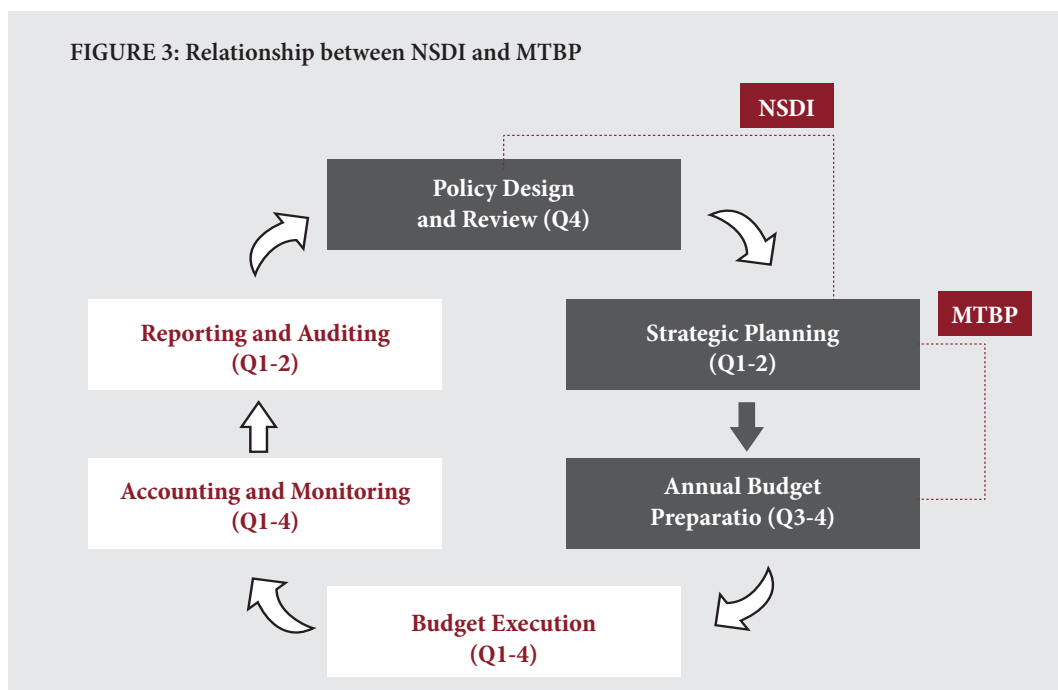 FIGURE 3: Relationship between NSDI and MTBP
NSDI
Policy Design
and Review (Q4)
MTBP
Strategic Planning
(Q1-2)
Annual Budget
Preparatio (Q3-4)
Budget Execution
(Q1-4)
Accounting and Monitoring
(Q1-4)
Reporting and Auditing
(Q1-2)